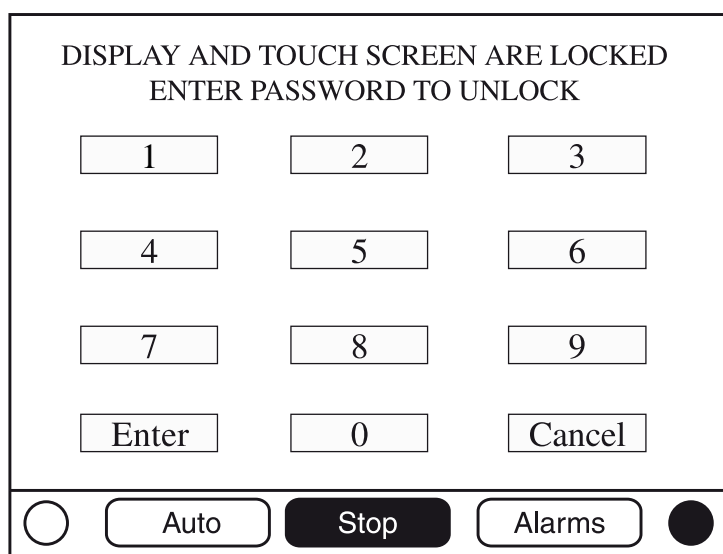 DISPLAY AND TOUCH SCREEN ARE LOCKED
ENTER PASSWORD TO UNLOCK
1 2 3
4 5 6
7 8 9
Enter 0 Cancel
Auto Stop Alarms